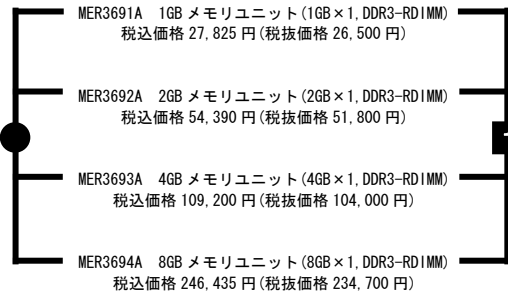 MER3691A　1GB メモリユニット(1GB×1,DDR3-RDIMM)
税込価格 27,825 円(税抜価格 26,500 円)
MER3692A　2GB メモリユニット(2GB×1,DDR3-RDIMM)
税込価格 54,390 円(税抜価格 51,800 円)
MER3693A　4GB メモリユニット(4GB×1,DDR3-RDIMM)
税込価格 109,200 円(税抜価格 104,000 円)
MER3694A　8GB メモリユニット(8GB×1,DDR3-RDIMM)
税込価格 246,435 円(税抜価格 234,700 円)